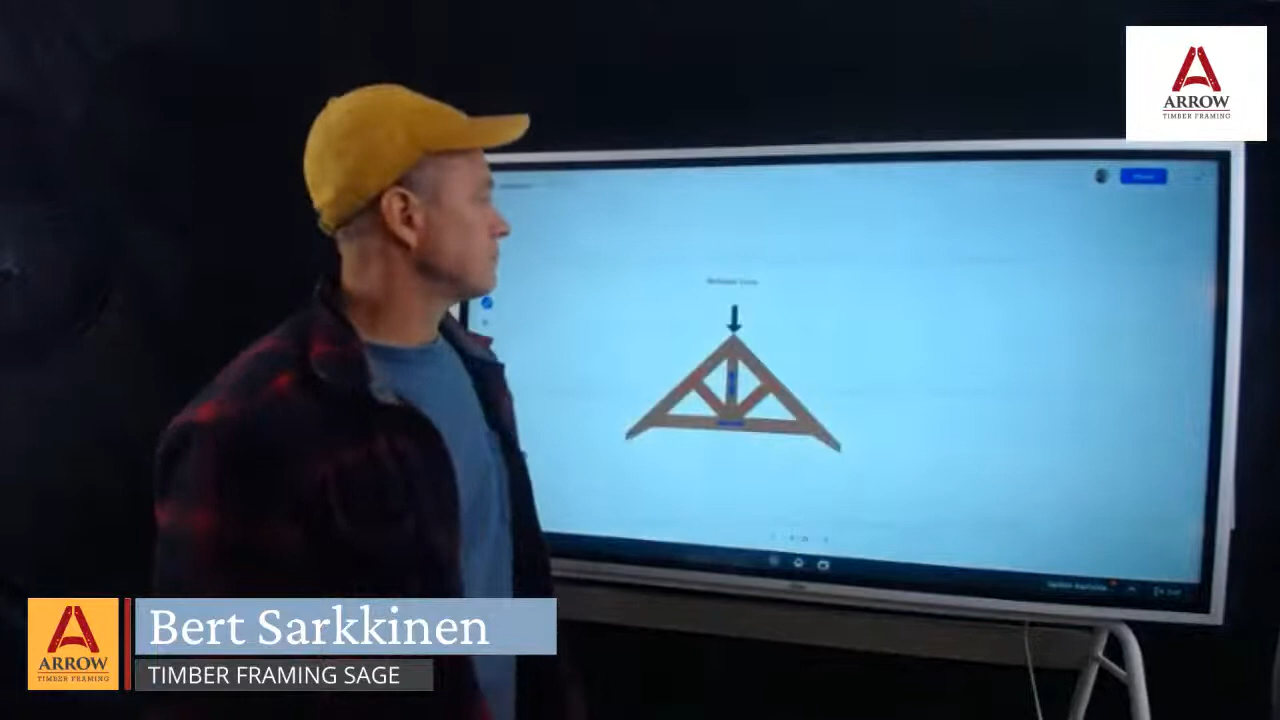 ARROW
TIMBER FRAMING
Bert Sarkkinen
TIMBER FRAMING SAGE
ARROW
TIMBER FRAMING